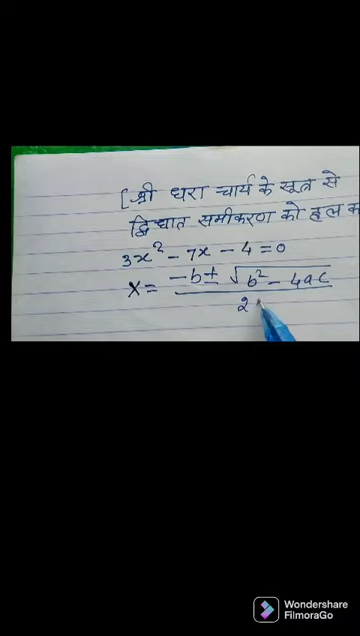 [श्री धरा चार्य के सूत्र से
द्विघात समीकरण को हल क
3x² - 7x - 4 = 0
x = -b ± √b² - 4ac
2
Wondershare
FilmoraGo